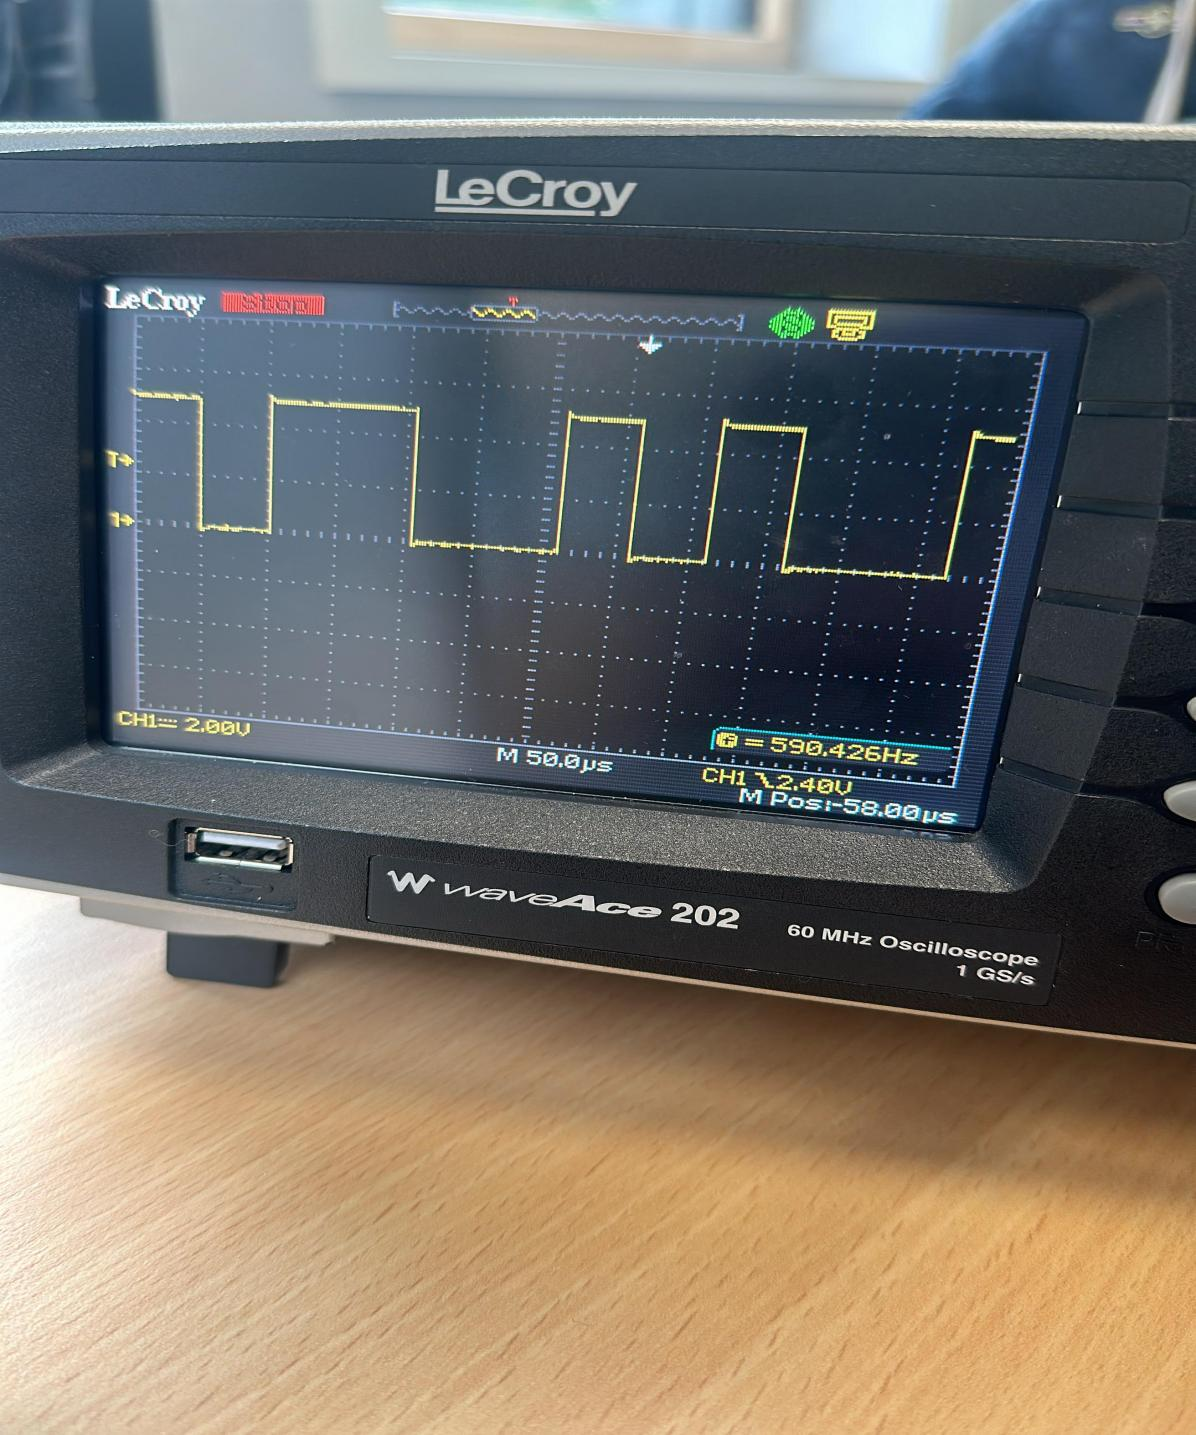 LeCroy
LeCroy Stop
T
T
1
CH1 2.00V
M 50.0µs
= 590.426Hz
CH1 2.40V
M Pos:-58.00µs
waveAce 202
60 MHz Oscilloscope
1 GS/s